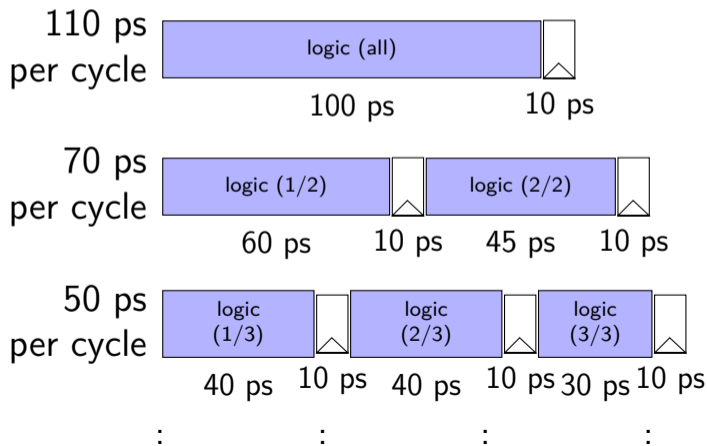 110 ps
per cycle
logic (all)
100 ps
10 ps
70 ps
per cycle
logic (1/2)
logic (2/2)
60 ps
10 ps
45 ps
10 ps
50 ps
per cycle
logic
(1/3)
logic
(2/3)
logic
(3/3)
40 ps
10 ps
40 ps
10 ps
30 ps
10 ps